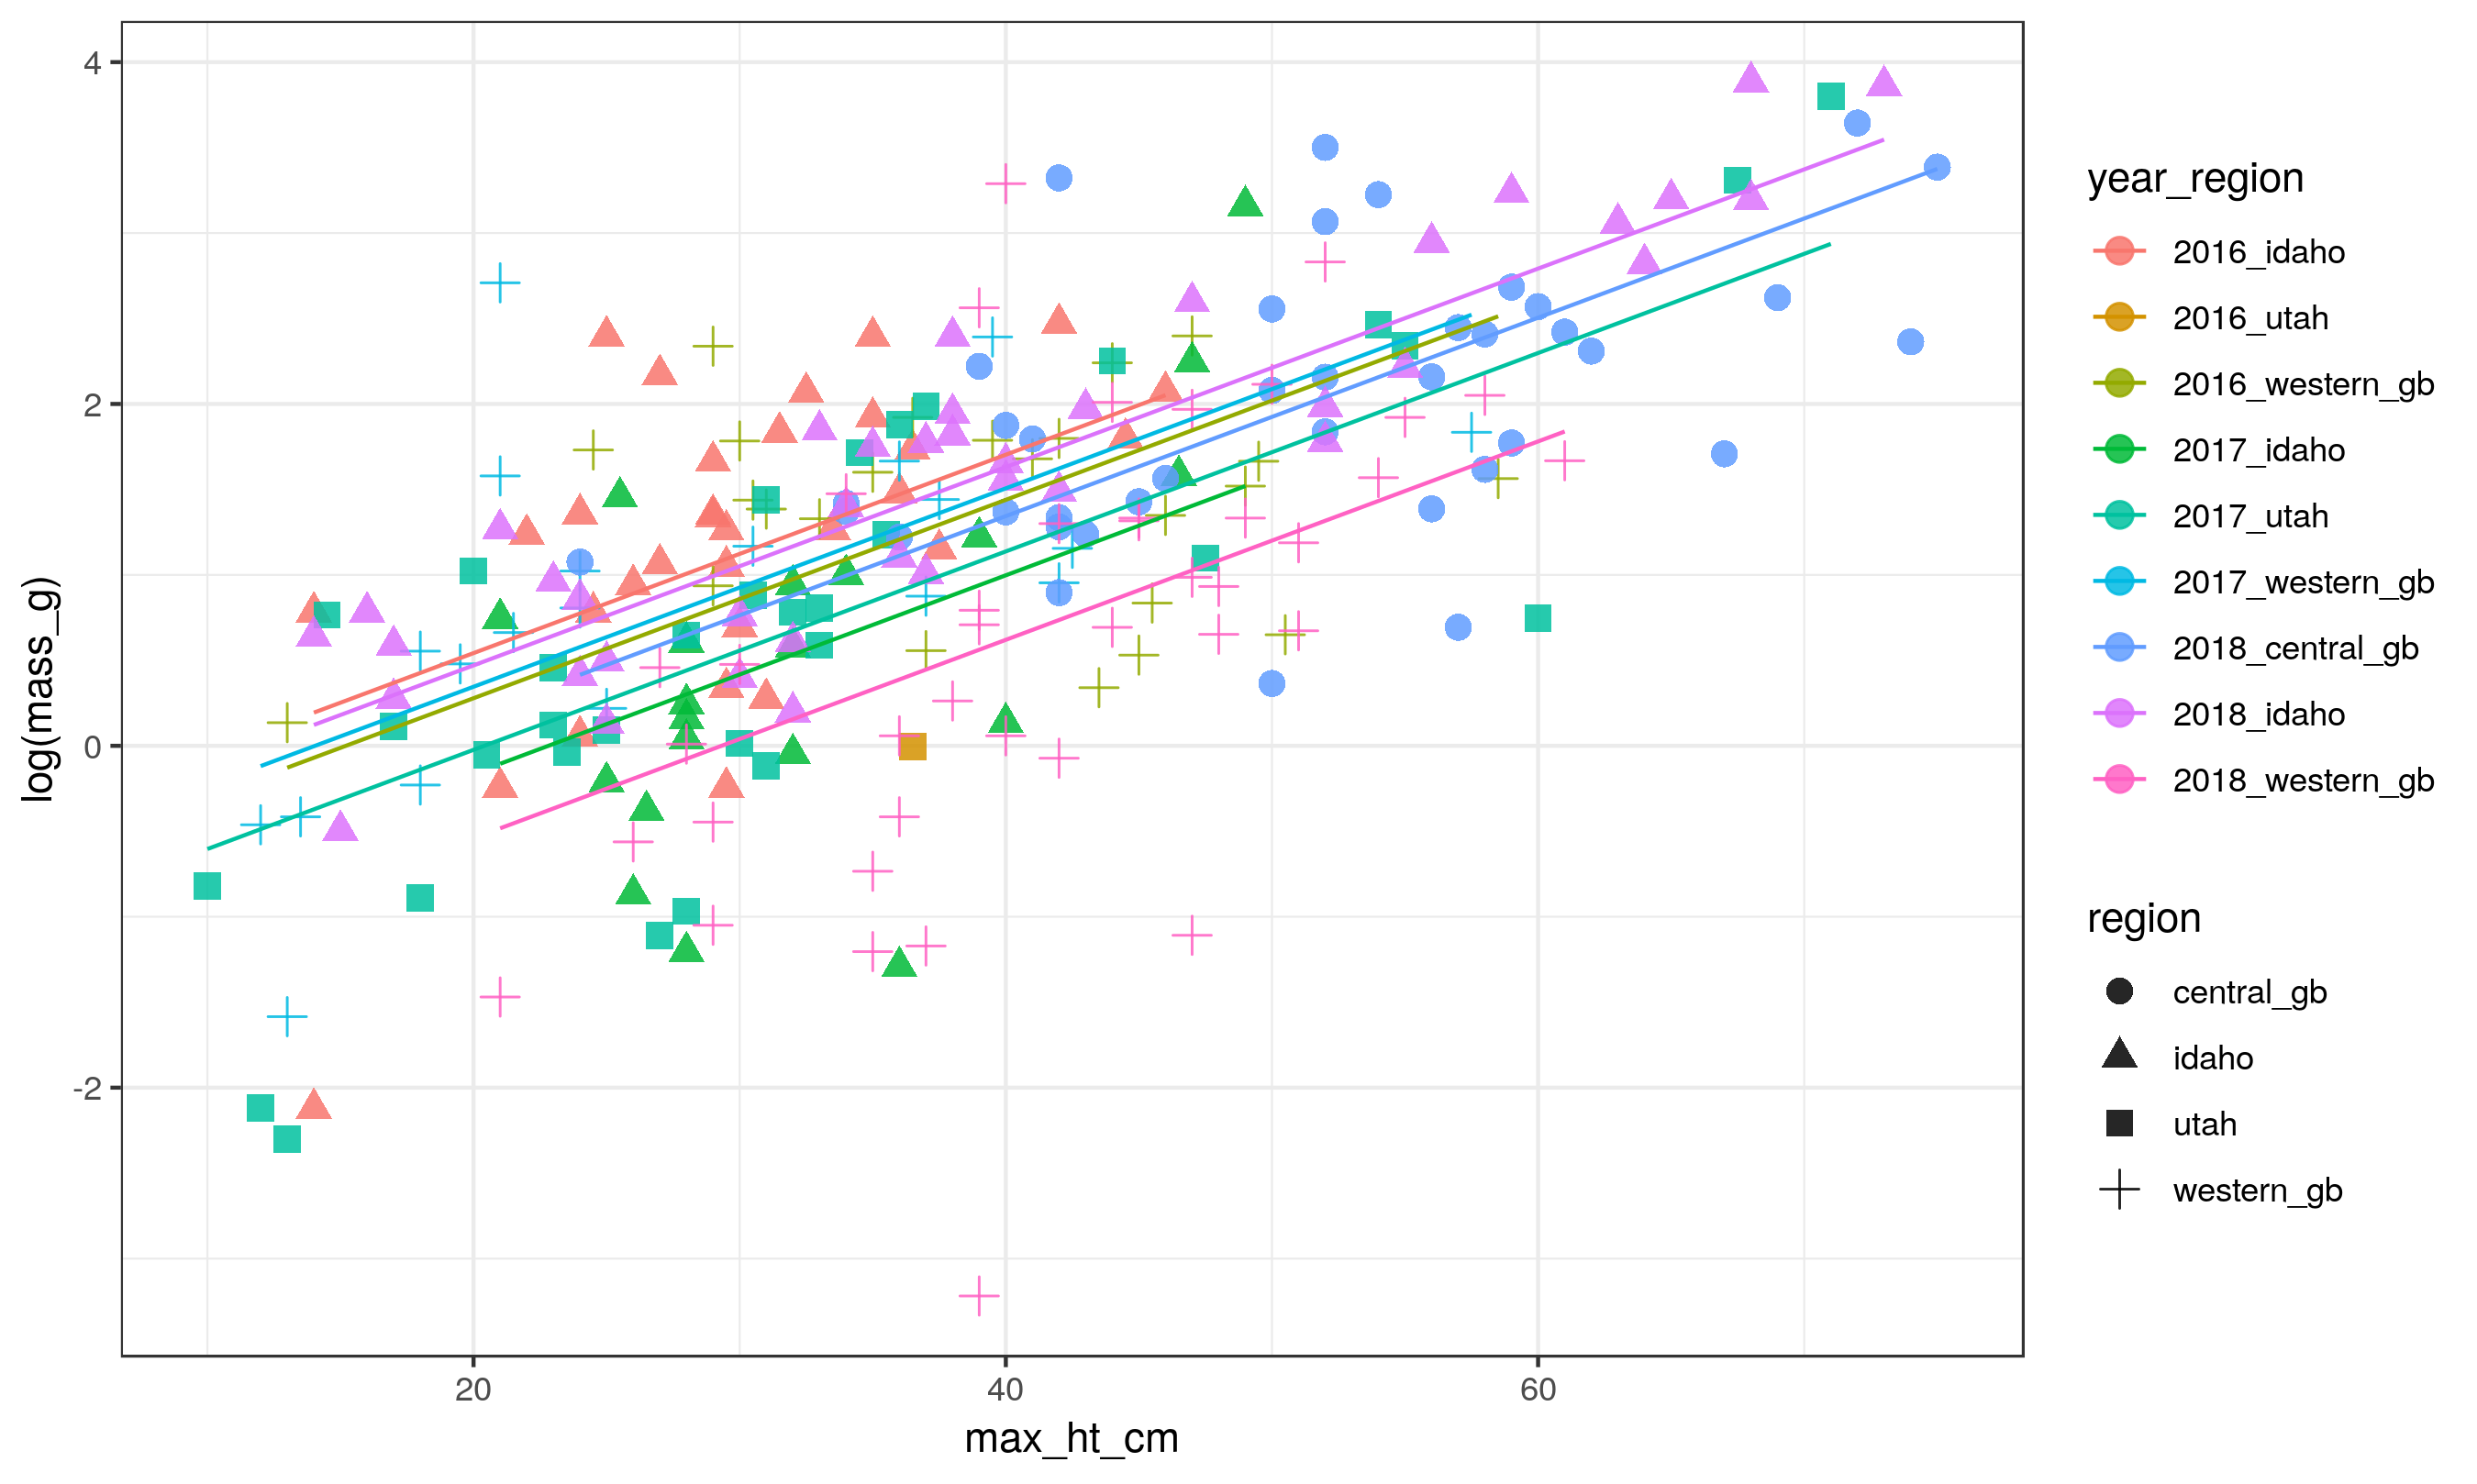 4
2
0
-2
log(mass_g)
20
40
60
max_ht_cm
year_region
2016_idaho
2016_utah
2016_western_gb
2017_idaho
2017_utah
2017_western_gb
2018_central_gb
2018_idaho
2018_western_gb
region
central_gb
idaho
utah
western_gb